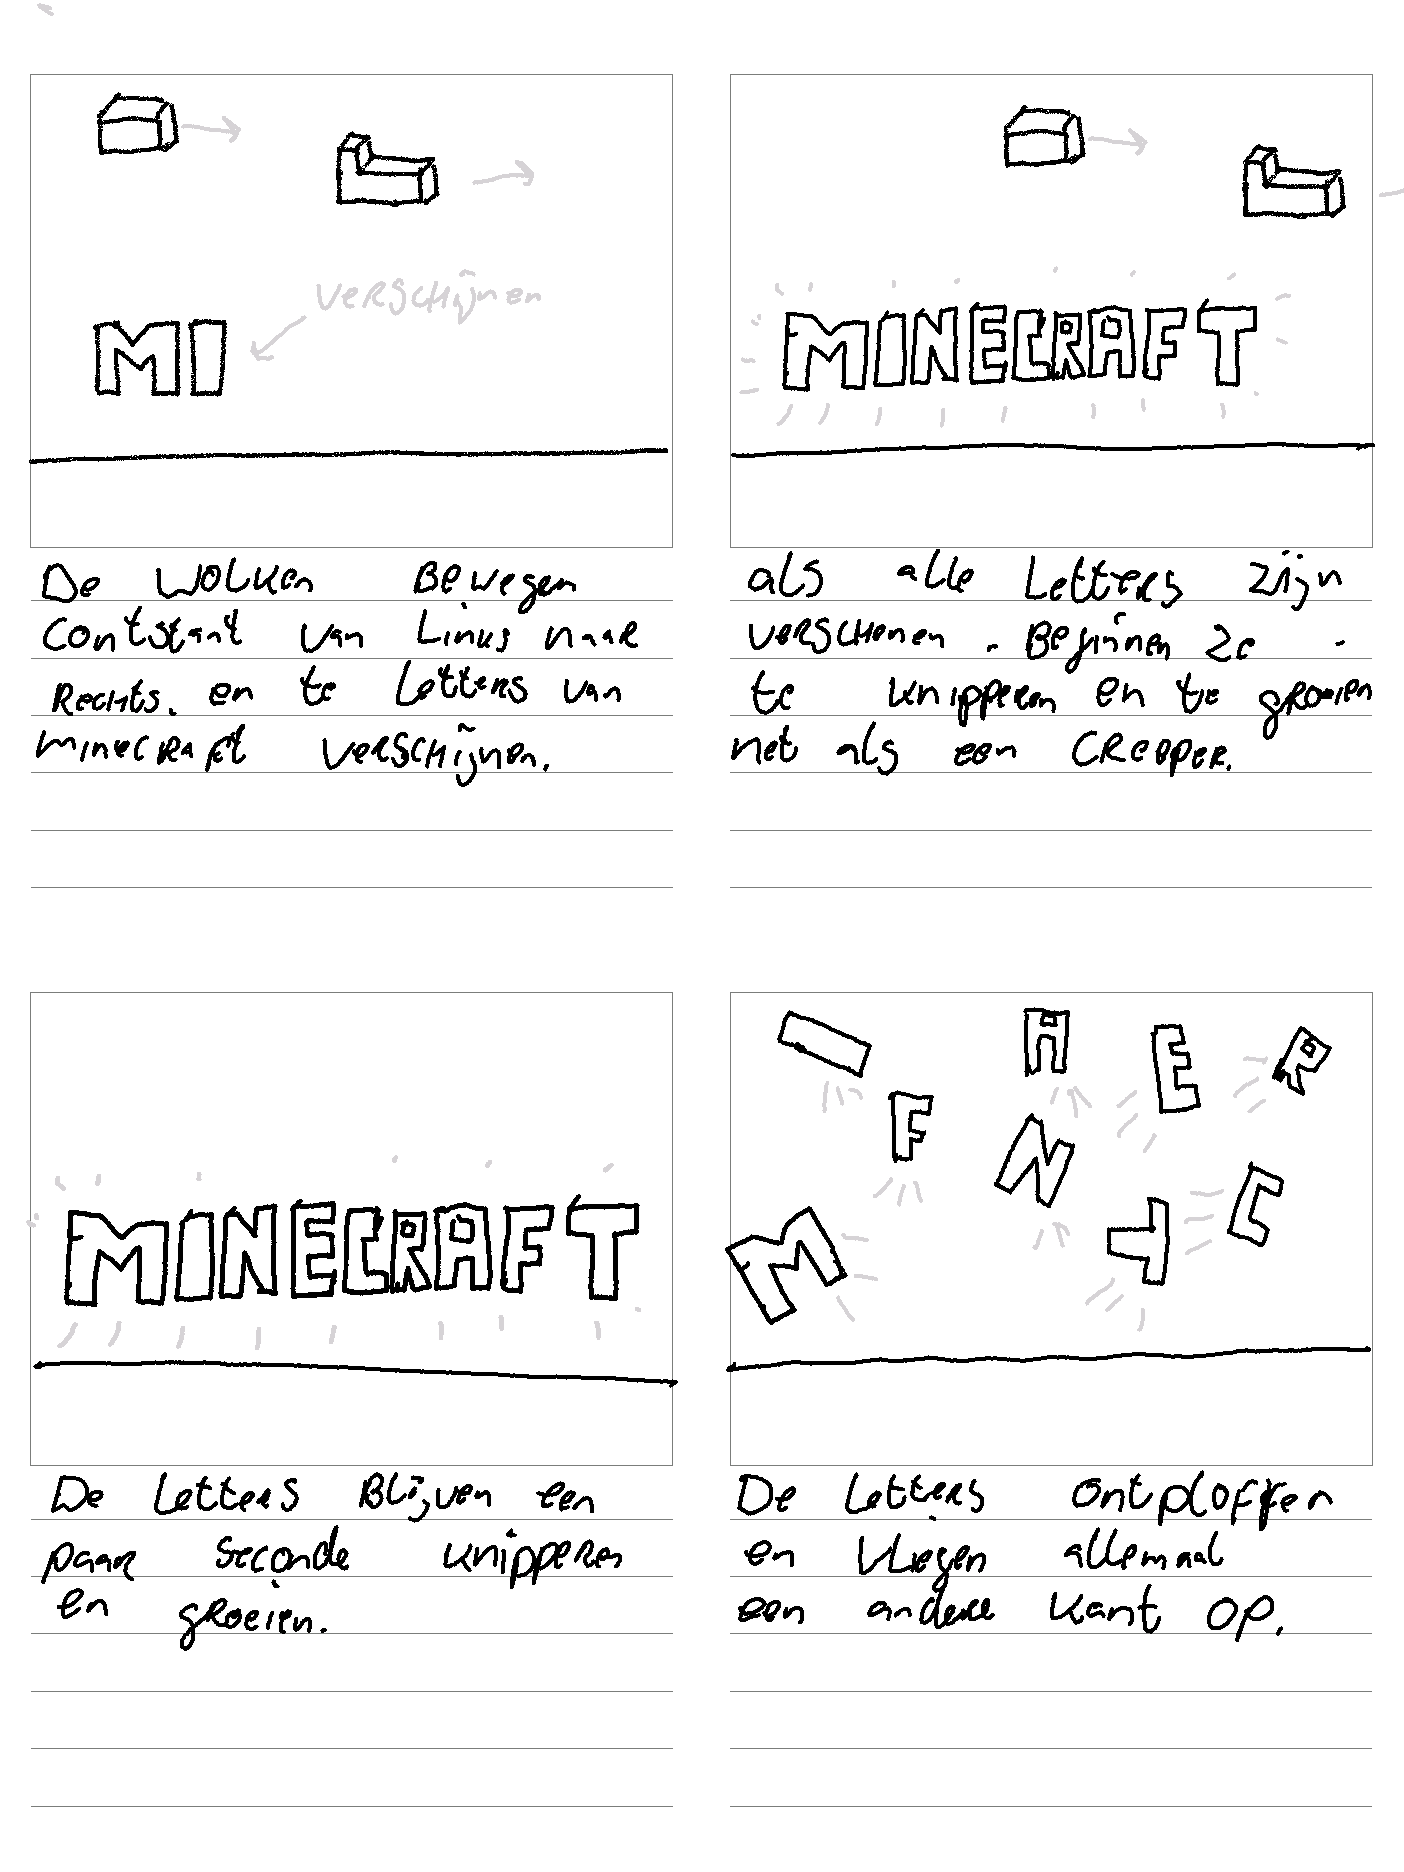 verschijnen
MI
De wolken bewegen
contstant van links naar
rechts. en te letters van
minecraft verschijnen.
MINECRAFT
als alle letters zijn
verschenen . Beginnen ze -
te knipperen en te groeien
net als een CReeper.
MINECRAFT
De letters Blijven een
paar seconde knipperen
en groeien.
I A E R
F N
M T C
De letters ontploffen
en vliegen allemaal
een andere kant op.